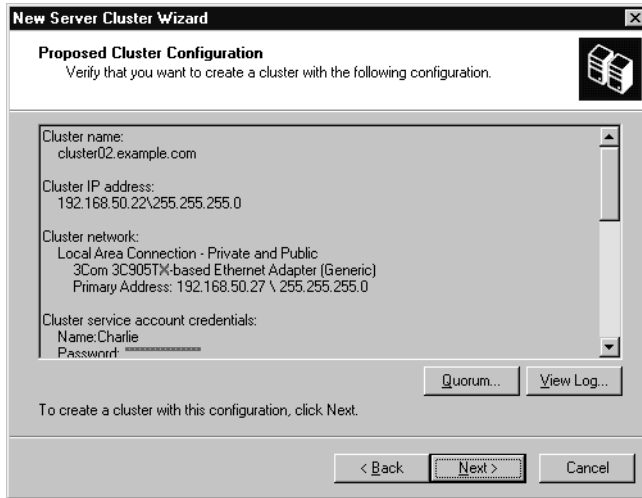 New Server Cluster Wizard
Proposed Cluster Configuration
Verify that you want to create a cluster with the following configuration.
Cluster name:
cluster02.example.com
Cluster IP address:
192.168.50.22\255.255.255.0
Cluster network:
Local Area Connection - Private and Public
3Com 3C905TX-based Ethernet Adapter (Generic)
Primary Address: 192.168.50.27 \ 255.255.255.0
Cluster service account credentials:
Name:Charlie
Password:
Quorum... View Log...
To create a cluster with this configuration, click Next.
< Back Next > Cancel